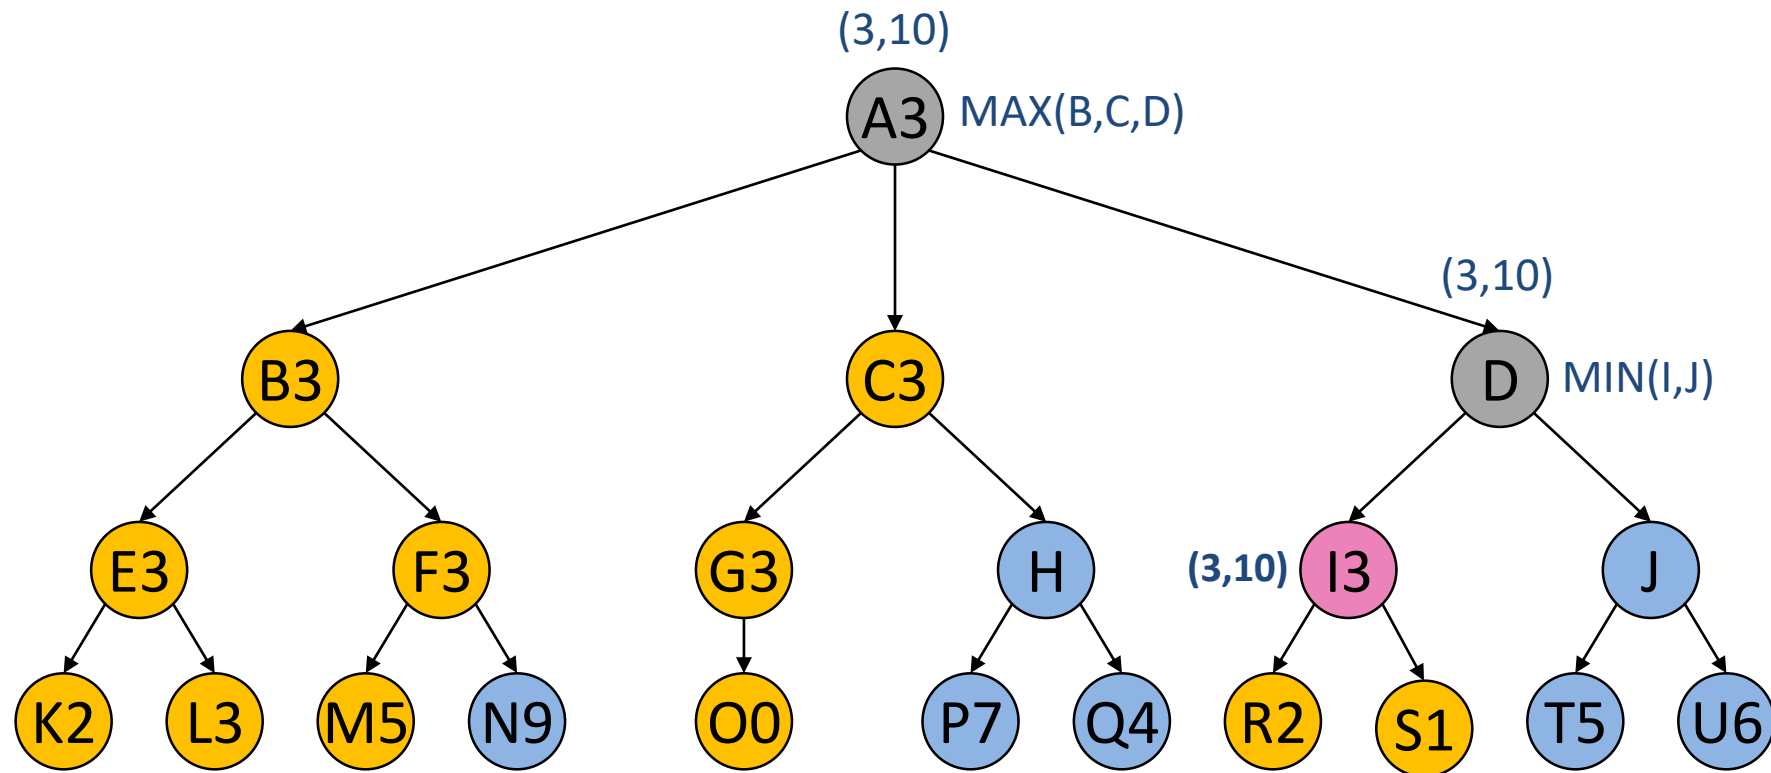 (3,10)
A3 MAX(B,C,D)
(3,10)
B3 C3 D MIN(I,J)
E3 F3 G3 H (3,10) I3 J
K2 L3 M5 N9 O0 P7 Q4 R2 S1 T5 U6